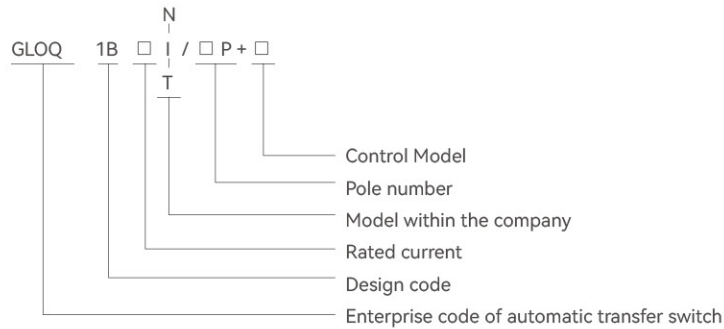 N
GLOQ 1B □ I / □ P + □
T
Control Model
Pole number
Model within the company
Rated current
Design code
Enterprise code of automatic transfer switch